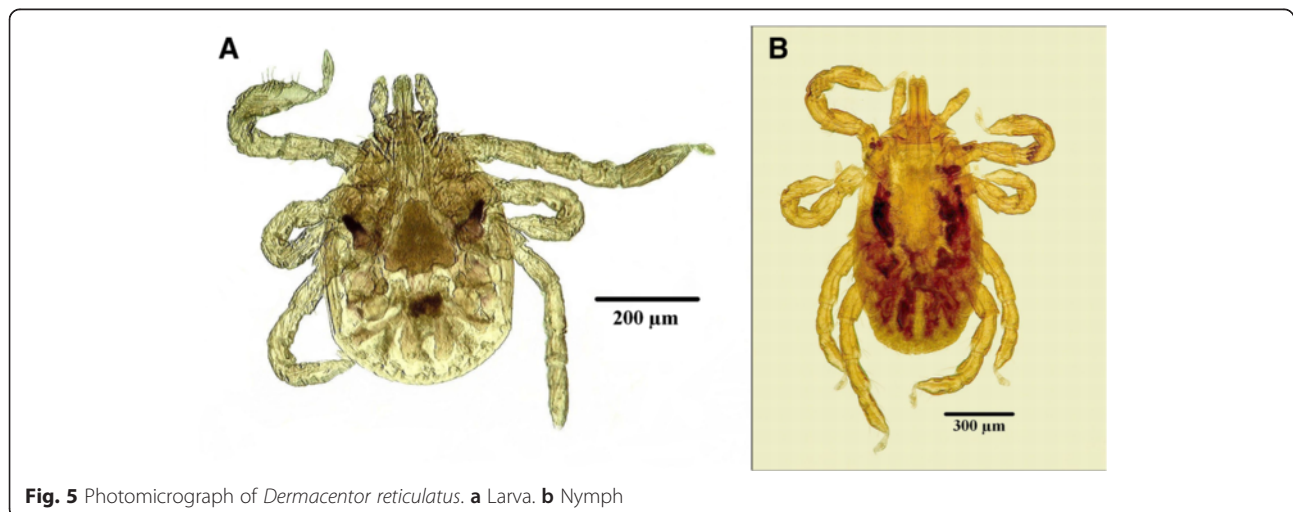 A
B
200 µm
300 µm
Fig. 5 Photomicrograph of Dermacentor reticulatus. a Larva. b Nymph